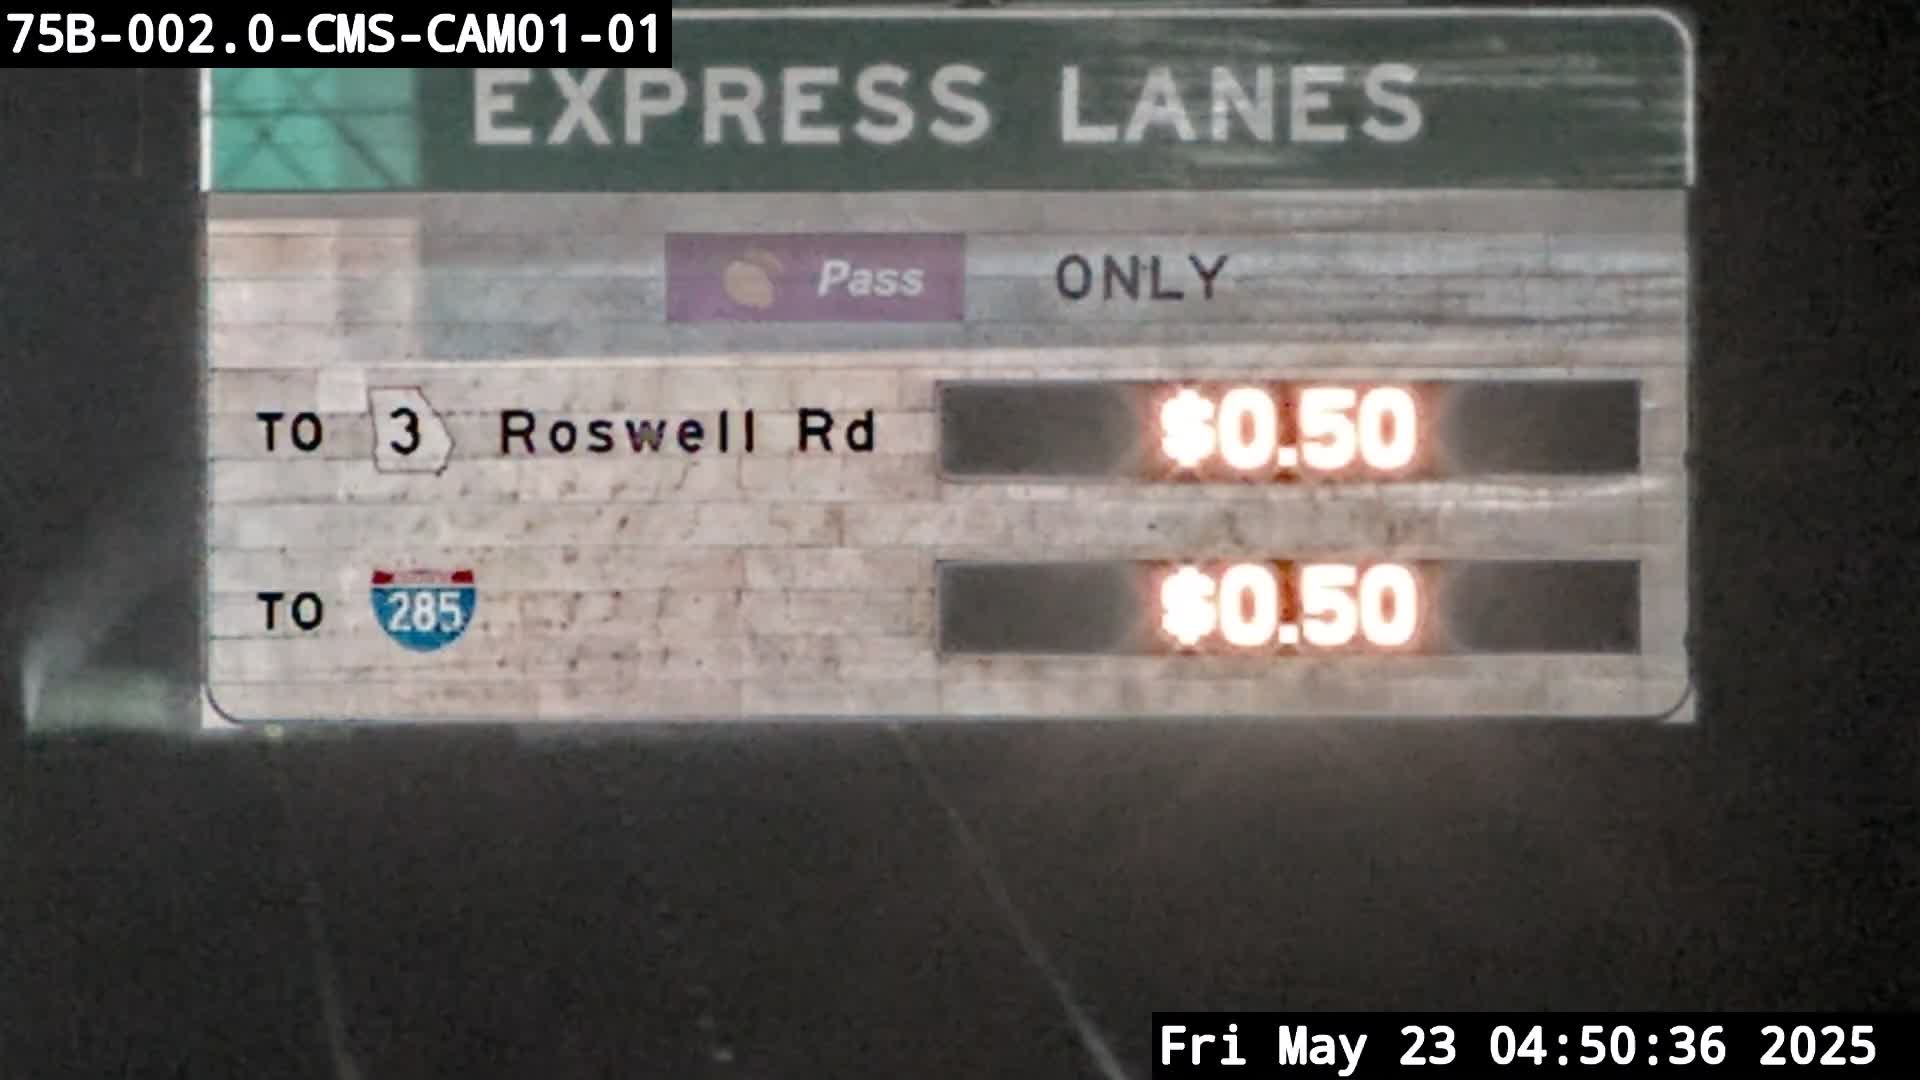 75B-002.0-CMS-CAM01-01
EXPRESS LANES
Pass ONLY
TO 3 Roswell Rd $0.50
TO 285 $0.50
Fri May 23 04:50:36 2025